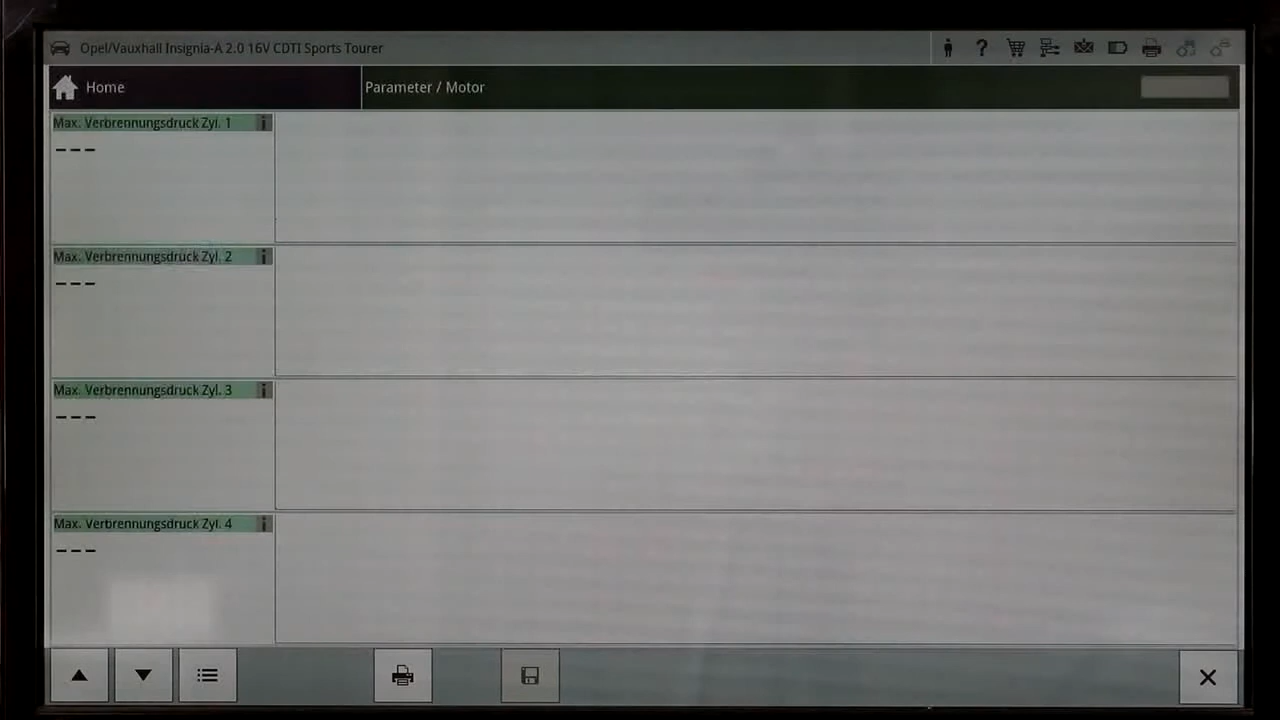 Opel/Vauxhall Insignia-A 2.0 16V CDTI Sports Tourer
?
Home
Parameter / Motor
Max. Verbrennungsdruck Zyl. 1 i
---
Max. Verbrennungsdruck Zyl. 2 i
---
Max. Verbrennungsdruck Zyl. 3 i
---
Max. Verbrennungsdruck Zyl. 4 i
---